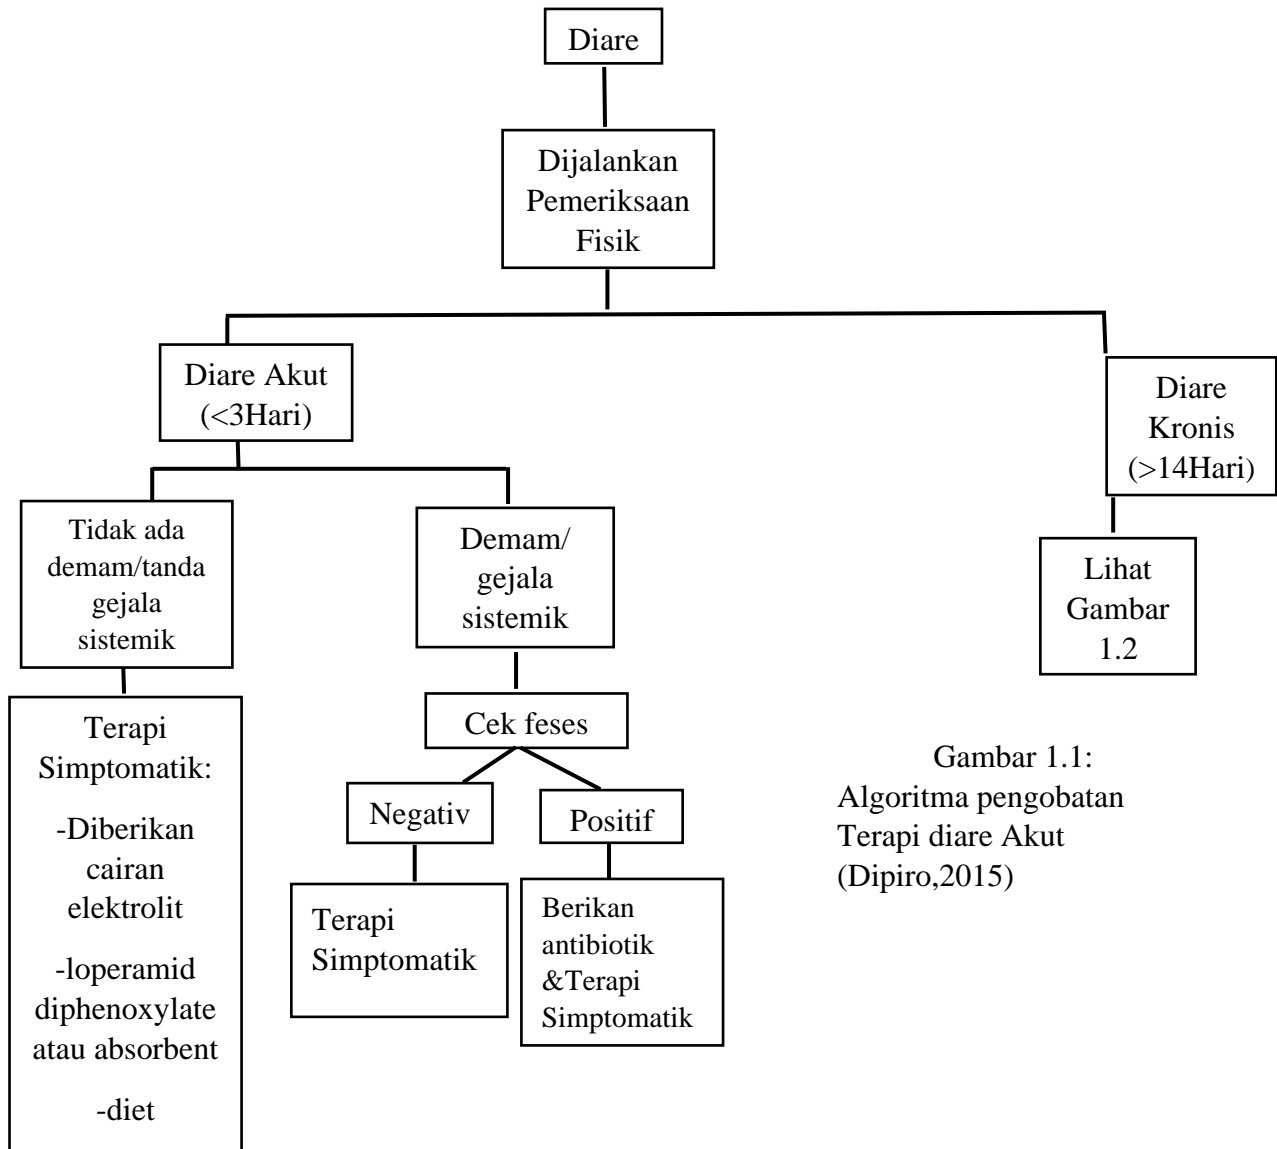 Diare
Dijalankan
Pemeriksaan
Fisik
Diare Akut
(<3Hari)
Diare
Kronis
(>14Hari)
Tidak ada
demam/tanda
gejala
sistemik
Demam/
gejala
sistemik
Lihat
Gambar
1.2
Terapi
Simptomatik:
-Diberikan
cairan
elektrolit
-loperamid
diphenoxylate
atau absorbent
-diet
Cek feses
Negativ
Positif
Terapi
Simptomatik
Berikan
antibiotik
&Terapi
Simptomatik
Gambar 1.1:
Algoritma pengobatan
Terapi diare Akut
(Dipiro,2015)